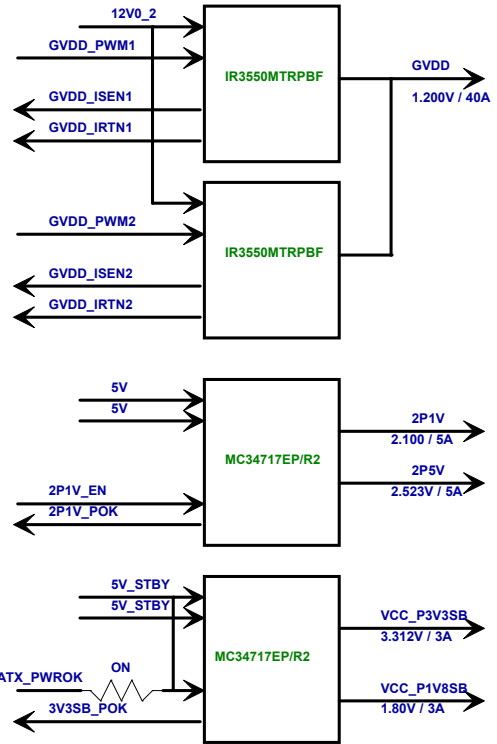 12V0_2
GVDD_PWM1
IR3550MTRPBF
GVDD
1.200V / 40A
GVDD_ISEN1
GVDD_IRTN1
GVDD_PWM2
IR3550MTRPBF
GVDD_ISEN2
GVDD_IRTN2
5V
5V
2P1V
2.100 / 5A
MC34717EP/R2
2P5V
2.523V / 5A
2P1V_EN
2P1V_POK
5V_STBY
5V_STBY
VCC_P3V3SB
3.312V / 3A
MC34717EP/R2
ATX_PWROK
ON
VCC_P1V8SB
1.80V / 3A
3V3SB_POK